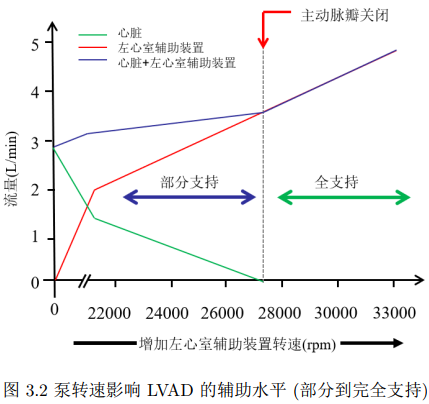 主动脉瓣关闭
心脏
左心室辅助装置
心脏+左心室辅助装置
流量(L/min)
5
4
3
2
1
0
部分支持
全支持
0 22000 24000 26000 28000 30000 33000
增加左心室辅助装置转速(rpm)
图 3.2 泵转速影响 LVAD 的辅助水平 (部分到完全支持)